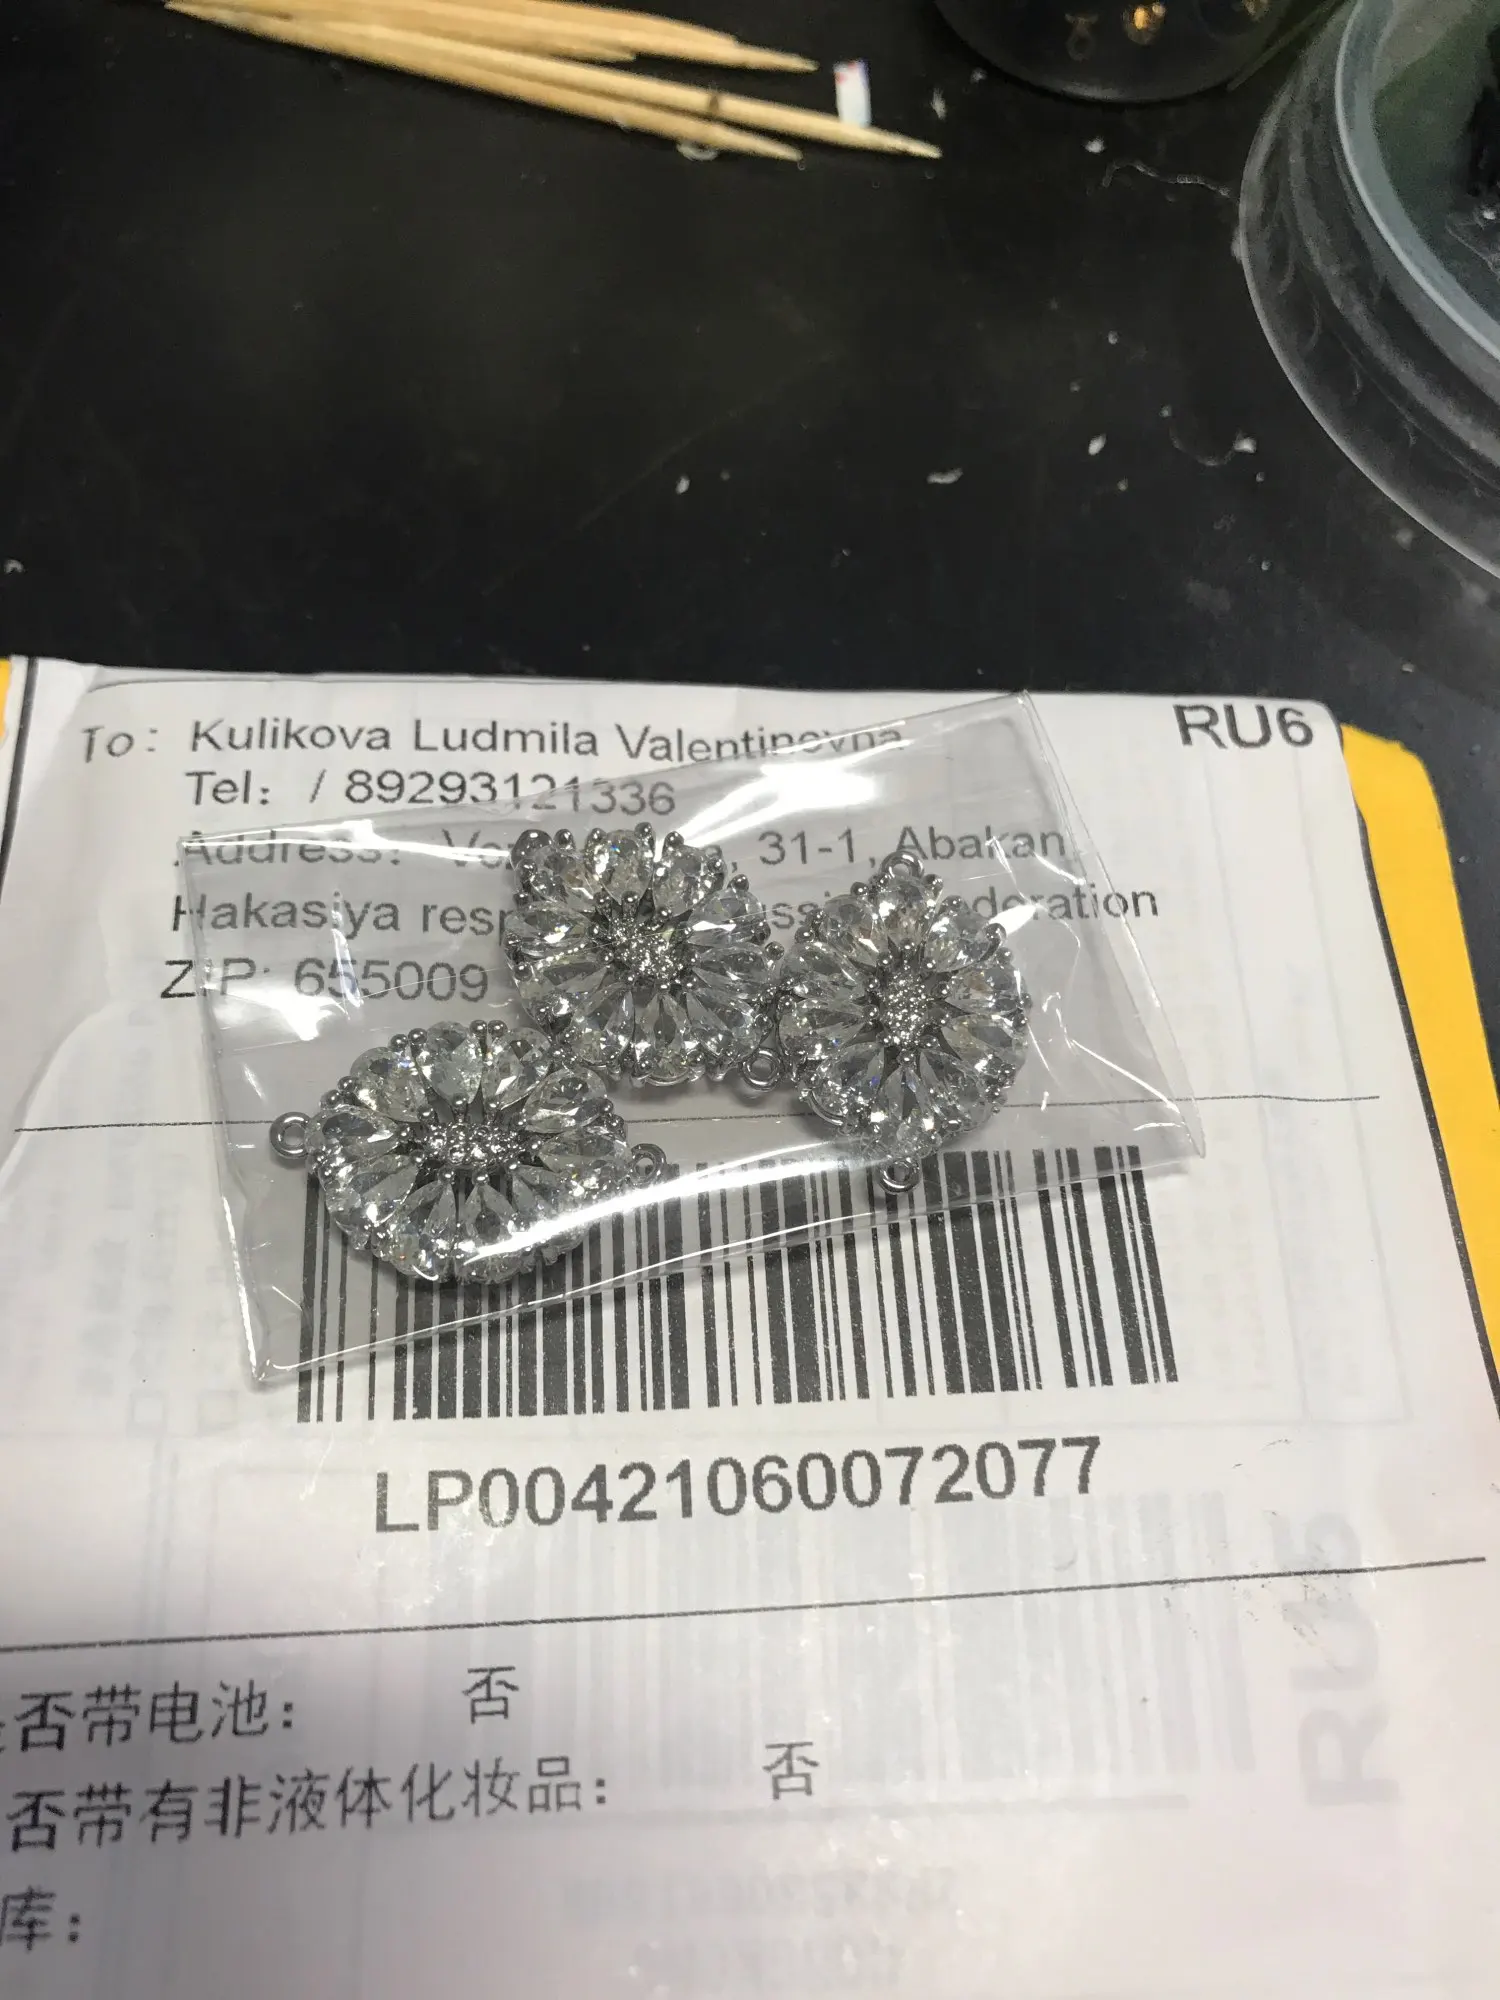 To: Kulikova Ludmila Valentinovna
RU6
Tel: / 89293121336
Address: 31-1, Abakan,
Hakasiya
ZIP: 655009
LP00421060072077
否带电池: 否
否带有非液体化妆品: 否
库: